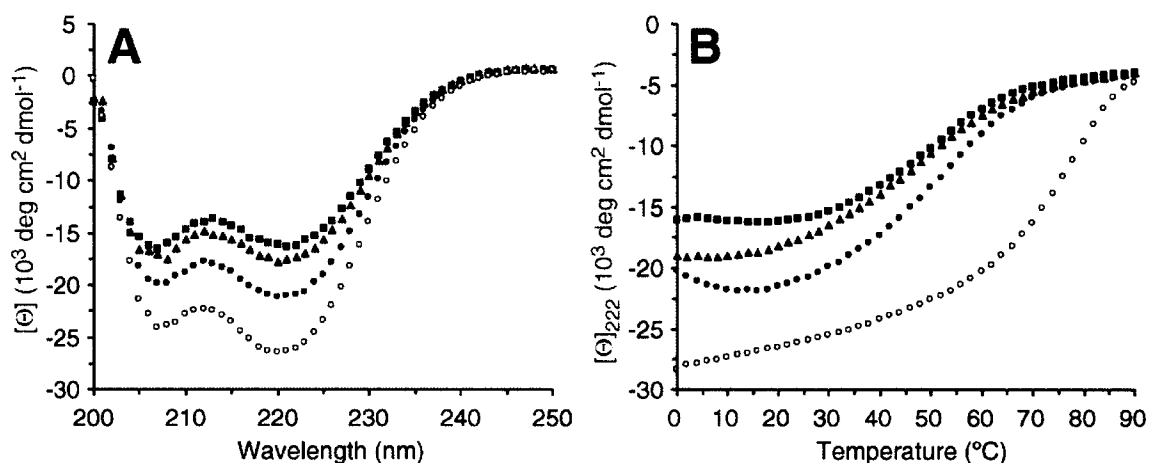 A
[Θ] (10³ deg cm² dmol⁻¹)
5
0
-5
-10
-15
-20
-25
-30
200 210 220 230 240 250
Wavelength (nm)
B
[Θ]₂₂₂ (10³ deg cm² dmol⁻¹)
0
-5
-10
-15
-20
-25
-30
0 10 20 30 40 50 60 70 80 90
Temperature (ºC)